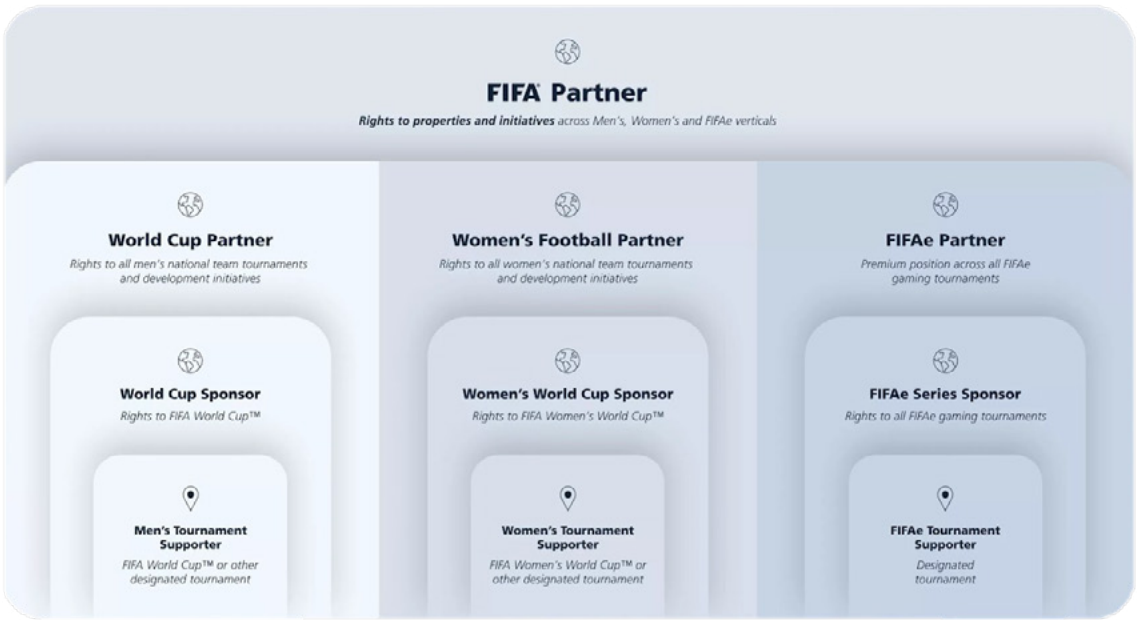 FIFA Partner
Rights to properties and initiatives across Men's, Women's and FIFAe verticals
World Cup Partner
Rights to all men's national team tournaments
and development initiatives
Women's Football Partner
Rights to all women's national team tournaments
and development initiatives
FIFAe Partner
Premium position across all FIFAe
gaming tournaments
World Cup Sponsor
Rights to FIFA World Cup™
Women's World Cup Sponsor
Rights to FIFA Women's World Cup™
FIFAe Series Sponsor
Rights to all FIFAe gaming tournaments
Men's Tournament
Supporter
FIFA World Cup™ or other
designated tournament
Women's Tournament
Supporter
FIFA Women's World Cup™ or
other designated tournament
FIFAe Tournament
Supporter
Designated
tournament